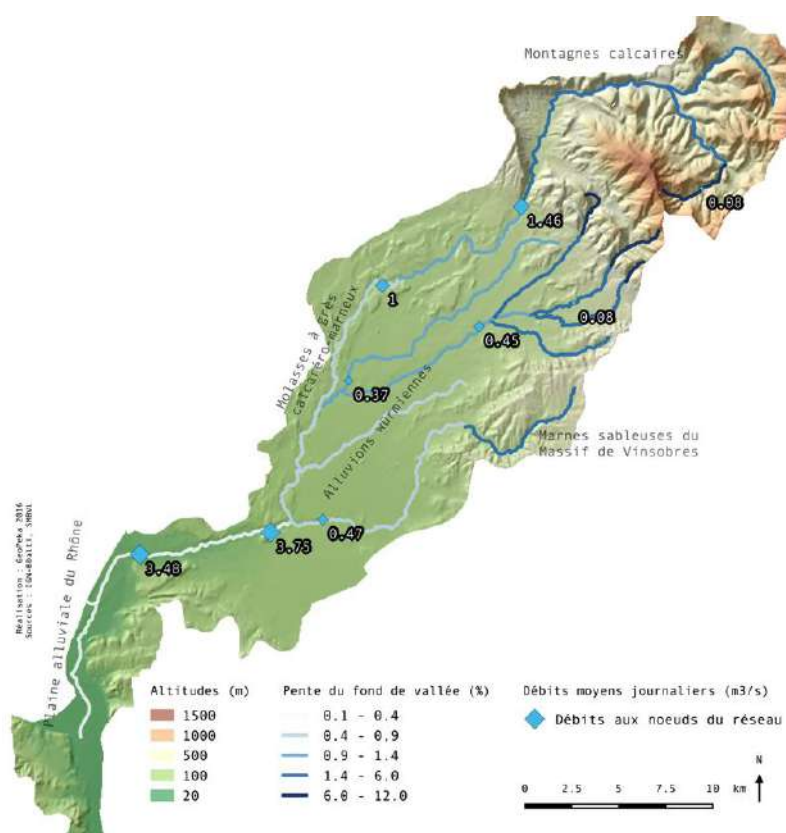 Montagnes calcaires
0.08
1.46
1
0.08
0.45
Molasses à Grès
calcaréro-marneux
0.37
Alluvions wurmiennes
Marnes sableuses du
Massif de Vinsobres
0.47
3.75
3.48
Plaine alluviale du Rhône
Réalisation : GeoPeka 2016
Altitudes (m)
1500
1000
500
100
20
Pente du fond de vallée (%)
0.1 - 0.4
0.4 - 0.9
0.9 - 1.4
1.4 - 6.0
6.0 - 12.0
Débits moyens journaliers (m3/s)
Débits aux noeuds du réseau
N
0 2.5 5 7.5 10 km